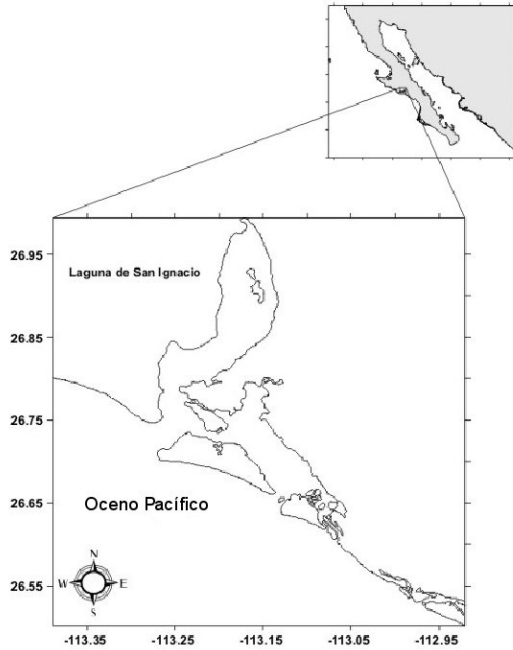 26.95
Laguna de San Ignacio
26.85
26.75
26.65
Oceno Pacífico
26.55
N
W
E
S
-113.35
-113.25
-113.15
-113.05
-112.95